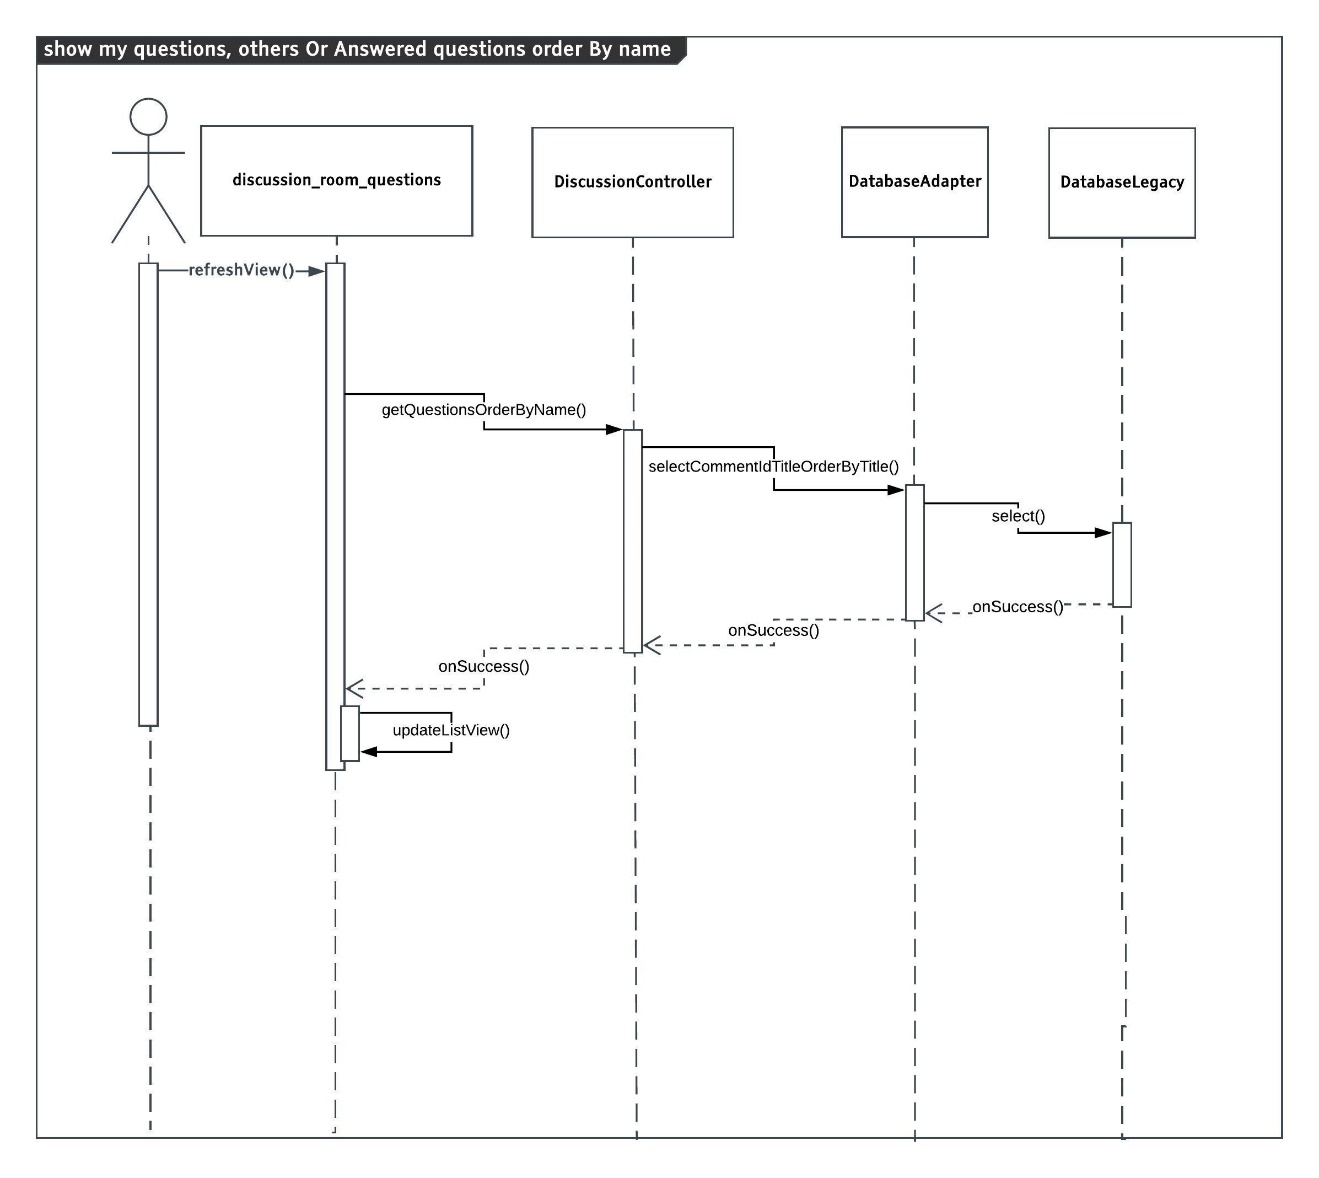 show my questions, others Or Answered questions order By name
discussion_room_questions
DiscussionController
DatabaseAdapter
DatabaseLegacy
refreshView()
getQuestionsOrderByName()
selectCommentIdTitleOrderByTitle()
select()
onSuccess()
onSuccess()
onSuccess()
updateListView()